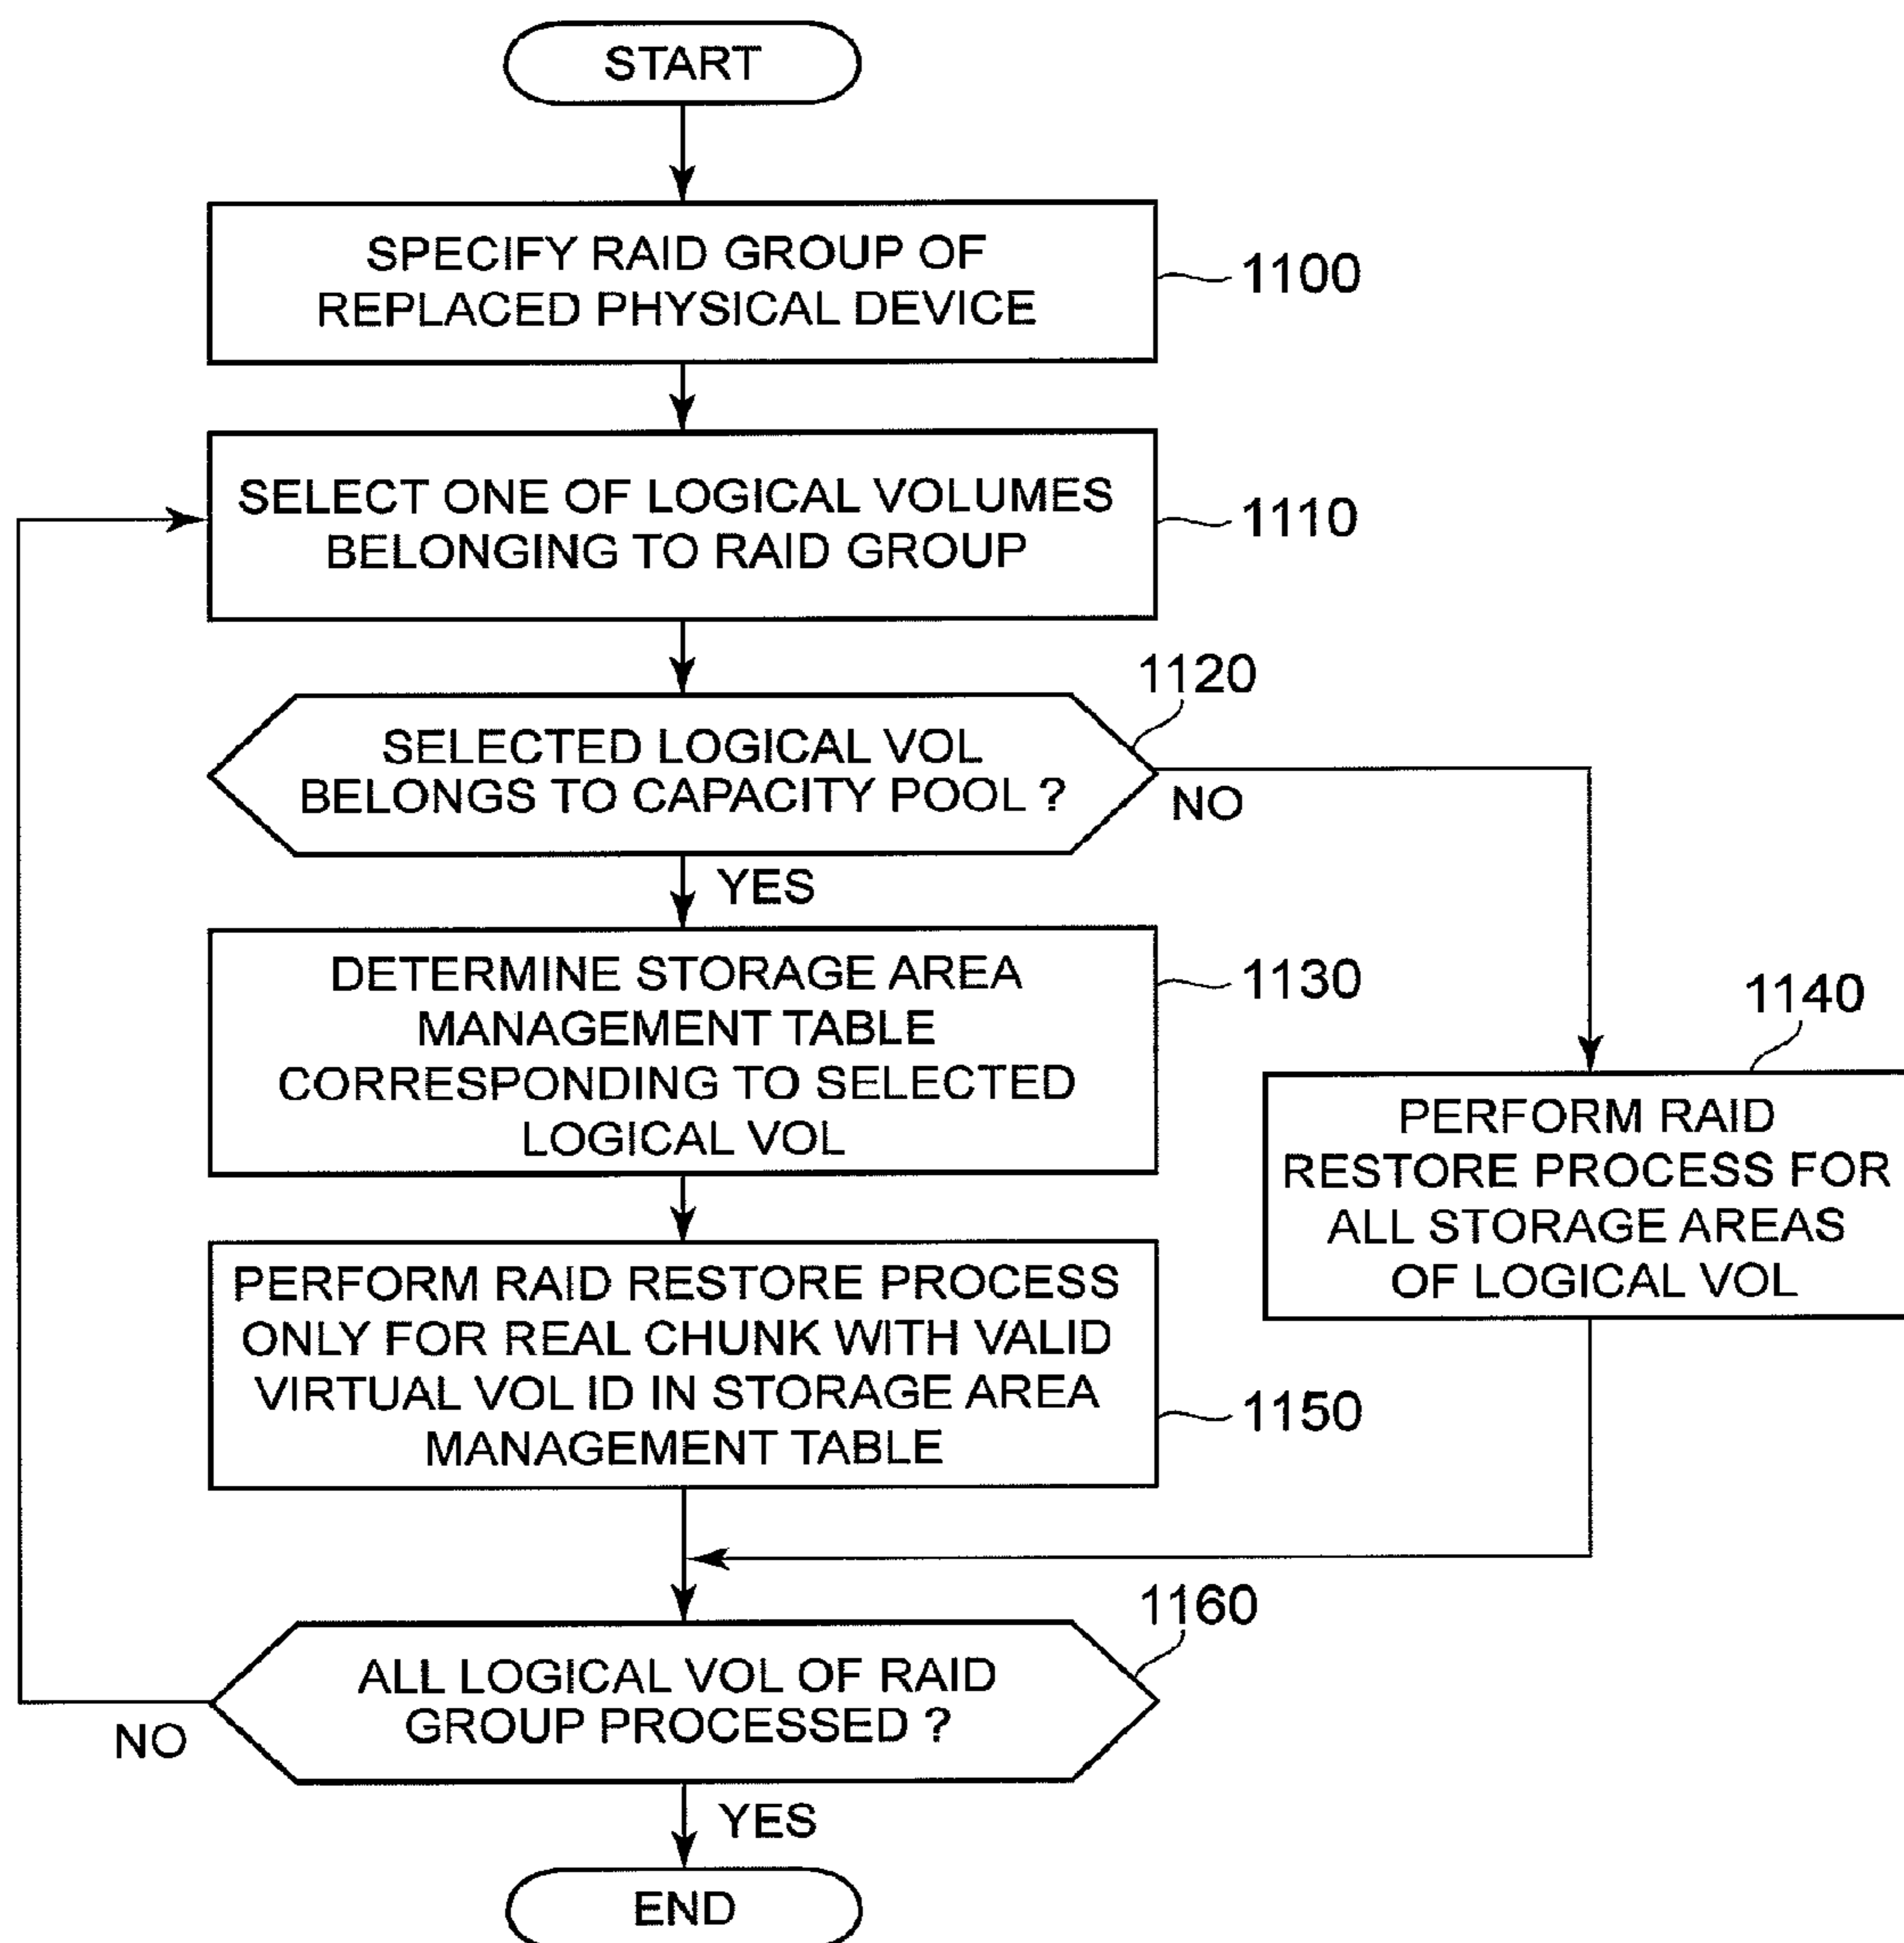 START
SPECIFY RAID GROUP OF
REPLACED PHYSICAL DEVICE
1100
SELECT ONE OF LOGICAL VOLUMES
BELONGING TO RAID GROUP
1110
1120
SELECTED LOGICAL VOL
BELONGS TO CAPACITY POOL ?
NO
YES
DETERMINE STORAGE AREA
MANAGEMENT TABLE
CORRESPONDING TO SELECTED
LOGICAL VOL
1130
1140
PERFORM RAID
RESTORE PROCESS FOR
ALL STORAGE AREAS
OF LOGICAL VOL
PERFORM RAID RESTORE PROCESS
ONLY FOR REAL CHUNK WITH VALID
VIRTUAL VOL ID IN STORAGE AREA
MANAGEMENT TABLE
1150
1160
ALL LOGICAL VOL OF RAID
GROUP PROCESSED ?
NO
YES
END